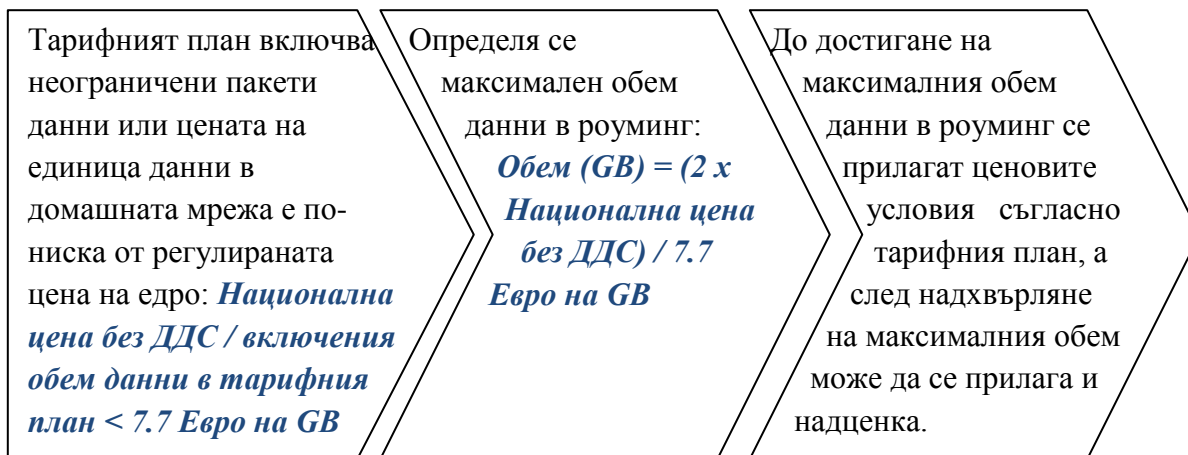 Тарифният план включва
неограничени пакети
данни или цената на
единица данни в
домашната мрежа е по-
ниска от регулираната
цена на едро: Национална
цена без ДДС / включения
обем данни в тарифния
план < 7.7 Евро на GB
Определя се
максимален обем
данни в роуминг:
Обем (GB) = (2 x
Национална цена
без ДДС) / 7.7
Евро на GB
До достигане на
максималния обем
данни в роуминг се
прилагат ценовите
условия съгласно
тарифния план, а
след надхвърляне
на максималния обем
може да се прилага и
надценка.